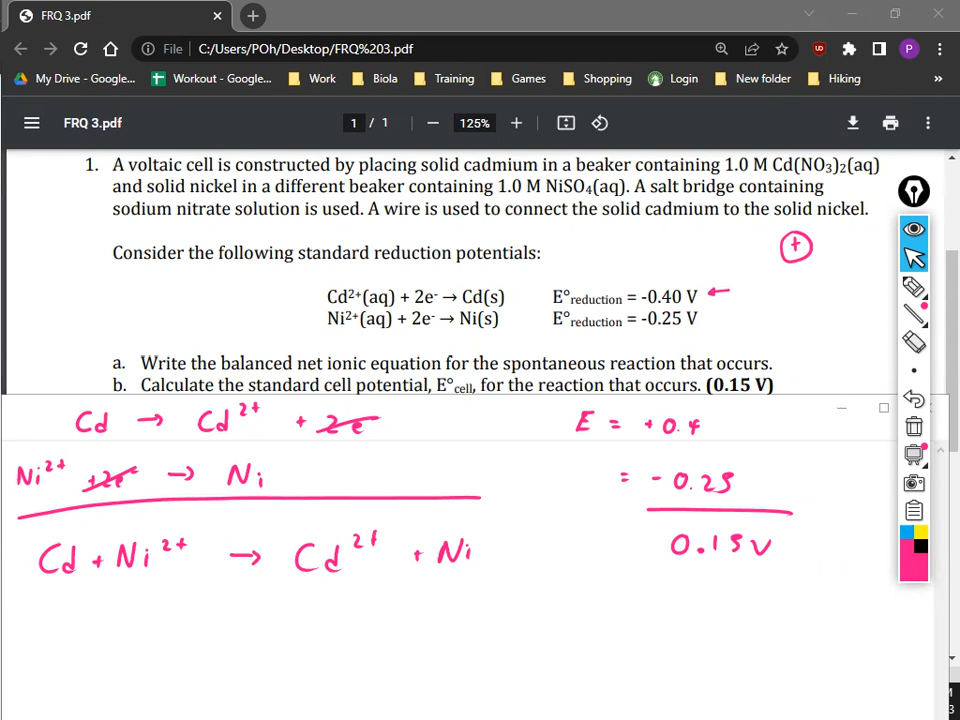 FRQ 3.pdf
File C:/Users/POh/Desktop/FRQ%203.pdf
UD P
My Drive - Google... Workout - Google... Work Biola Training Games Shopping Login New folder Hiking »
FRQ 3.pdf 1 / 1 125%
1. A voltaic cell is constructed by placing solid cadmium in a beaker containing 1.0 M Cd(NO₃)₂(aq)
and solid nickel in a different beaker containing 1.0 M NiSO₄(aq). A salt bridge containing
sodium nitrate solution is used. A wire is used to connect the solid cadmium to the solid nickel.
+
Consider the following standard reduction potentials:
Cd²⁺(aq) + 2e⁻ → Cd(s) E°reduction = -0.40 V ←
Ni²⁺(aq) + 2e⁻ → Ni(s) E°reduction = -0.25 V
a. Write the balanced net ionic equation for the spontaneous reaction that occurs.
b. Calculate the standard cell potential, E°cell, for the reaction that occurs. (0.15 V)
Cd → Cd²⁺ + 2e⁻ E = +0.4
Ni²⁺ +2e⁻ → Ni = -0.25
Cd + Ni²⁺ → Cd²⁺ + Ni 0.15 V
M
3